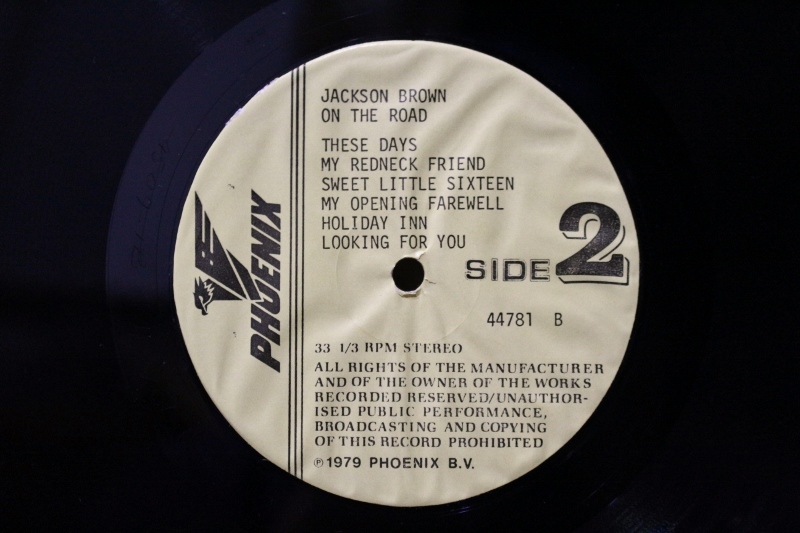 JACKSON BROWN
ON THE ROAD
THESE DAYS
MY REDNECK FRIEND
SWEET LITTLE SIXTEEN
MY OPENING FAREWELL
HOLIDAY INN
LOOKING FOR YOU
SIDE 2
44781 B
PHOENIX
33 1/3 RPM STEREO
ALL RIGHTS OF THE MANUFACTURER
AND OF THE OWNER OF THE WORKS
RECORDED RESERVED/UNAUTHOR-
ISED PUBLIC PERFORMANCE,
BROADCASTING AND COPYING
OF THIS RECORD PROHIBITED
℗1979 PHOENIX B.V.